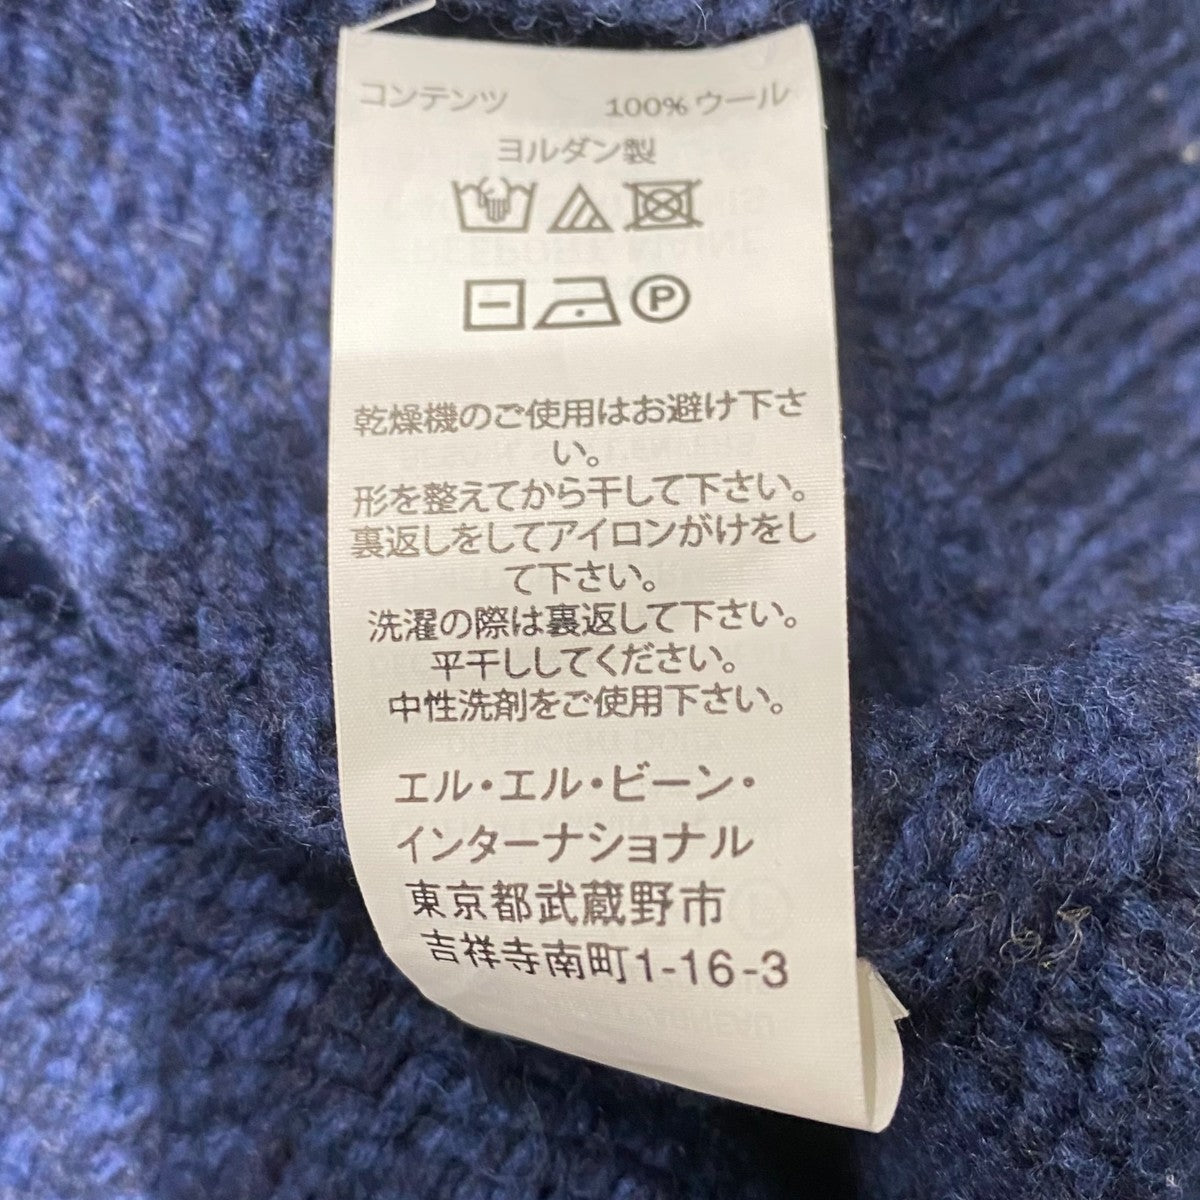 コンテンツ 100% ウール
ヨルダン製
P
乾燥機のご使用はお避け下さ
い。
形を整えてから干して下さい。
裏返しをしてアイロンがけをし
て下さい。
洗濯の際は裏返して下さい。
平干ししてください。
中性洗剤をご使用下さい。
エル・エル・ビーン・
インターナショナル
東京都武蔵野市
吉祥寺南町1-16-3